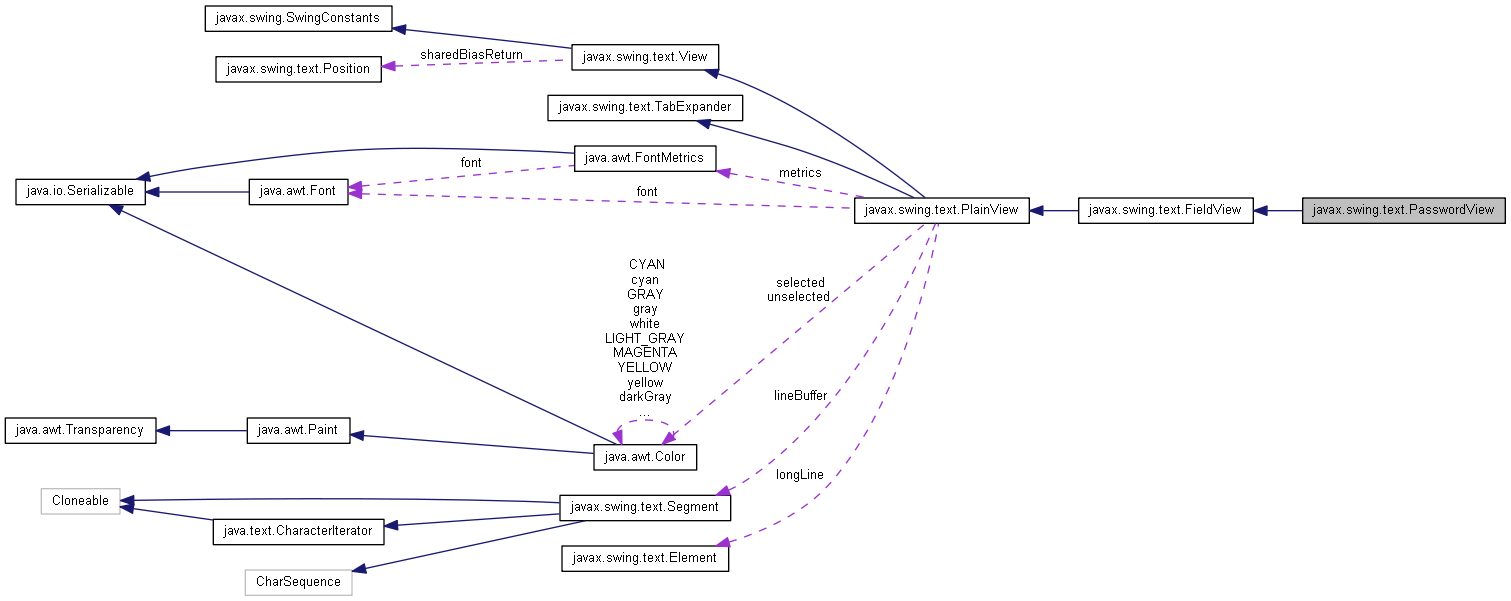 javax.swing.SwingConstants
javax.swing.text.View
sharedBiasReturn
javax.swing.text.Position
javax.swing.text.TabExpander
java.awt.FontMetrics
font
metrics
java.io.Serializable
java.awt.Font
font
javax.swing.text.PlainView
javax.swing.text.FieldView
javax.swing.text.PasswordView
CYAN
cyan
GRAY
gray
white
LIGHT_GRAY
MAGENTA
YELLOW
yellow
darkGray
...
selected
unselected
lineBuffer
java.awt.Transparency
java.awt.Paint
java.awt.Color
longLine
Cloneable
javax.swing.text.Segment
java.text.CharacterIterator
javax.swing.text.Element
CharSequence